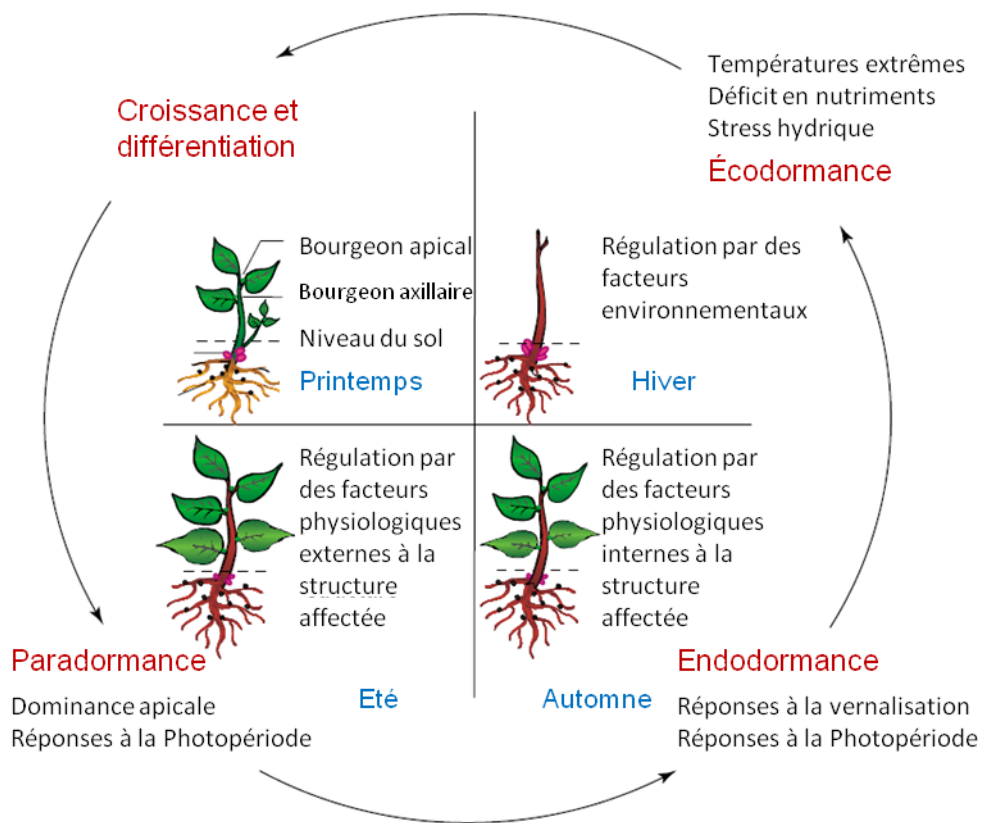 Températures extrêmes
Déficit en nutriments
Stress hydrique
Écodormance
Croissance et
différentiation
Bourgeon apical
Bourgeon axillaire
Niveau du sol
Printemps
Régulation par des
facteurs
environnementaux
Hiver
Régulation par
des facteurs
physiologiques
externes à la
structure
affectée
Régulation par
des facteurs
physiologiques
internes à la
structure
affectée
Paradormance
Dominance apicale
Réponses à la Photopériode
Eté
Automne
Endodormance
Réponses à la vernalisation
Réponses à la Photopériode